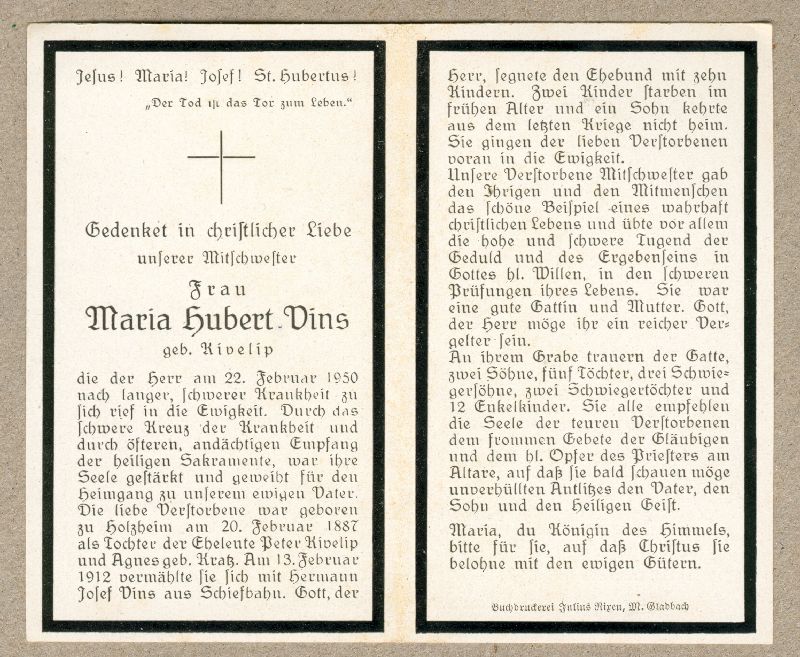 Jesus! Maria! Josef! St. Hubertus!
„Der Tod ist das Tor zum Leben.“
Gedenket in christlicher Liebe
unserer Mitschwester
Frau
Maria Hubert Vins
geb. Kivelip
die der Herr am 22. Februar 1950
nach langer, schwerer Krankheit zu
sich rief in die Ewigkeit. Durch das
schwere Kreuz der Krankheit und
durch öfteren, andächtigen Empfang
der heiligen Sakramente, war ihre
Seele gestärkt und geweiht für den
Heimgang zu unserem ewigen Vater.
Die liebe Verstorbene war geboren
zu Holzheim am 20. Februar 1887
als Tochter der Eheleute Peter Kivelip
und Agnes geb. Kratz. Am 13. Februar
1912 vermählte sie sich mit Hermann
Josef Vins aus Schiefbahn. Gott, der
Herr, segnete den Ehebund mit zehn
Kindern. Zwei Kinder starben im
frühen Alter und ein Sohn kehrte
aus dem letzten Kriege nicht heim.
Sie gingen der lieben Verstorbenen
voran in die Ewigkeit.
Unsere Verstorbene Mitschwester gab
den Ihrigen und den Mitmenschen
das schöne Beispiel eines wahrhaft
christlichen Lebens und übte vor allem
die hohe und schwere Tugend der
Geduld und des Ergebenseins in
Gottes hl. Willen, in den schweren
Prüfungen ihres Lebens. Sie war
eine gute Gattin und Mutter. Gott,
der Herr möge ihr ein reicher Ver-
gelter sein.
An ihrem Grabe trauern der Gatte,
zwei Söhne, fünf Töchter, drei Schwie-
gersöhne, zwei Schwiegertöchter und
12 Enkelkinder. Sie alle empfehlen
die Seele der teuren Verstorbenen
dem frommen Gebete der Gläubigen
und dem hl. Opfer des Priesters am
Altare, auf daß sie bald schauen möge
unverhüllten Antlitzes den Vater, den
Sohn und den Heiligen Geist.
Maria, du Königin des Himmels,
bitte für sie, auf daß Christus sie
belohne mit den ewigen Gütern.
Buchdruckerei Julius Rixen, M. Gladbach